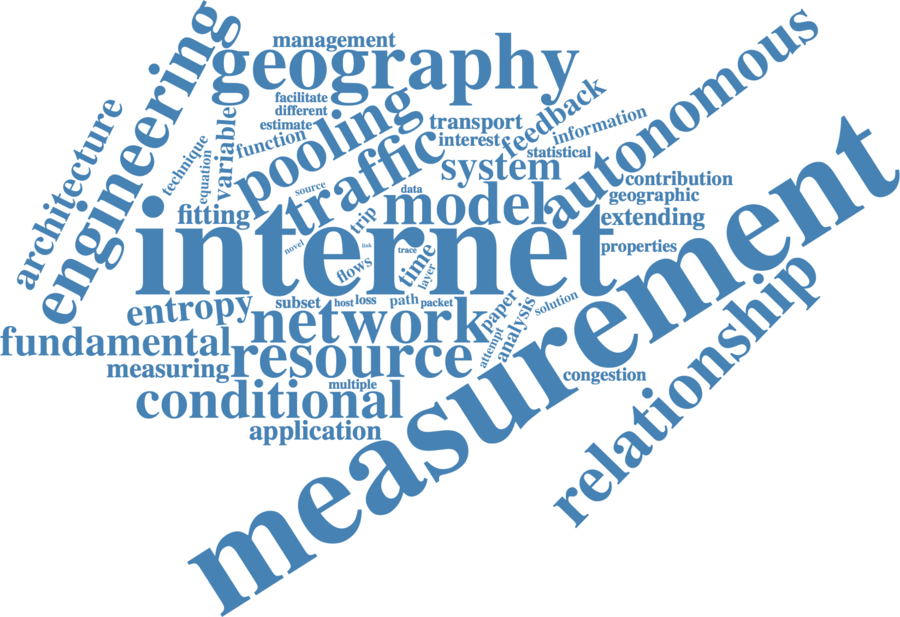 management
geography
engineering
autonomous
facilitate
different
estimate
function
pooling
feedback
transport
interest
information
statistical
architecture
technique
equation
variable
traffic
system
source
data
contribution
geographic
fitting
trip
model
extending
internet
novel
link
trace
properties
flows
time
layer
measurement
entropy
subset
host
loss
path
packet
paper
solution
network
analysis
attempt
fundamental
resource
measuring
multiple
congestion
relationship
conditional
application